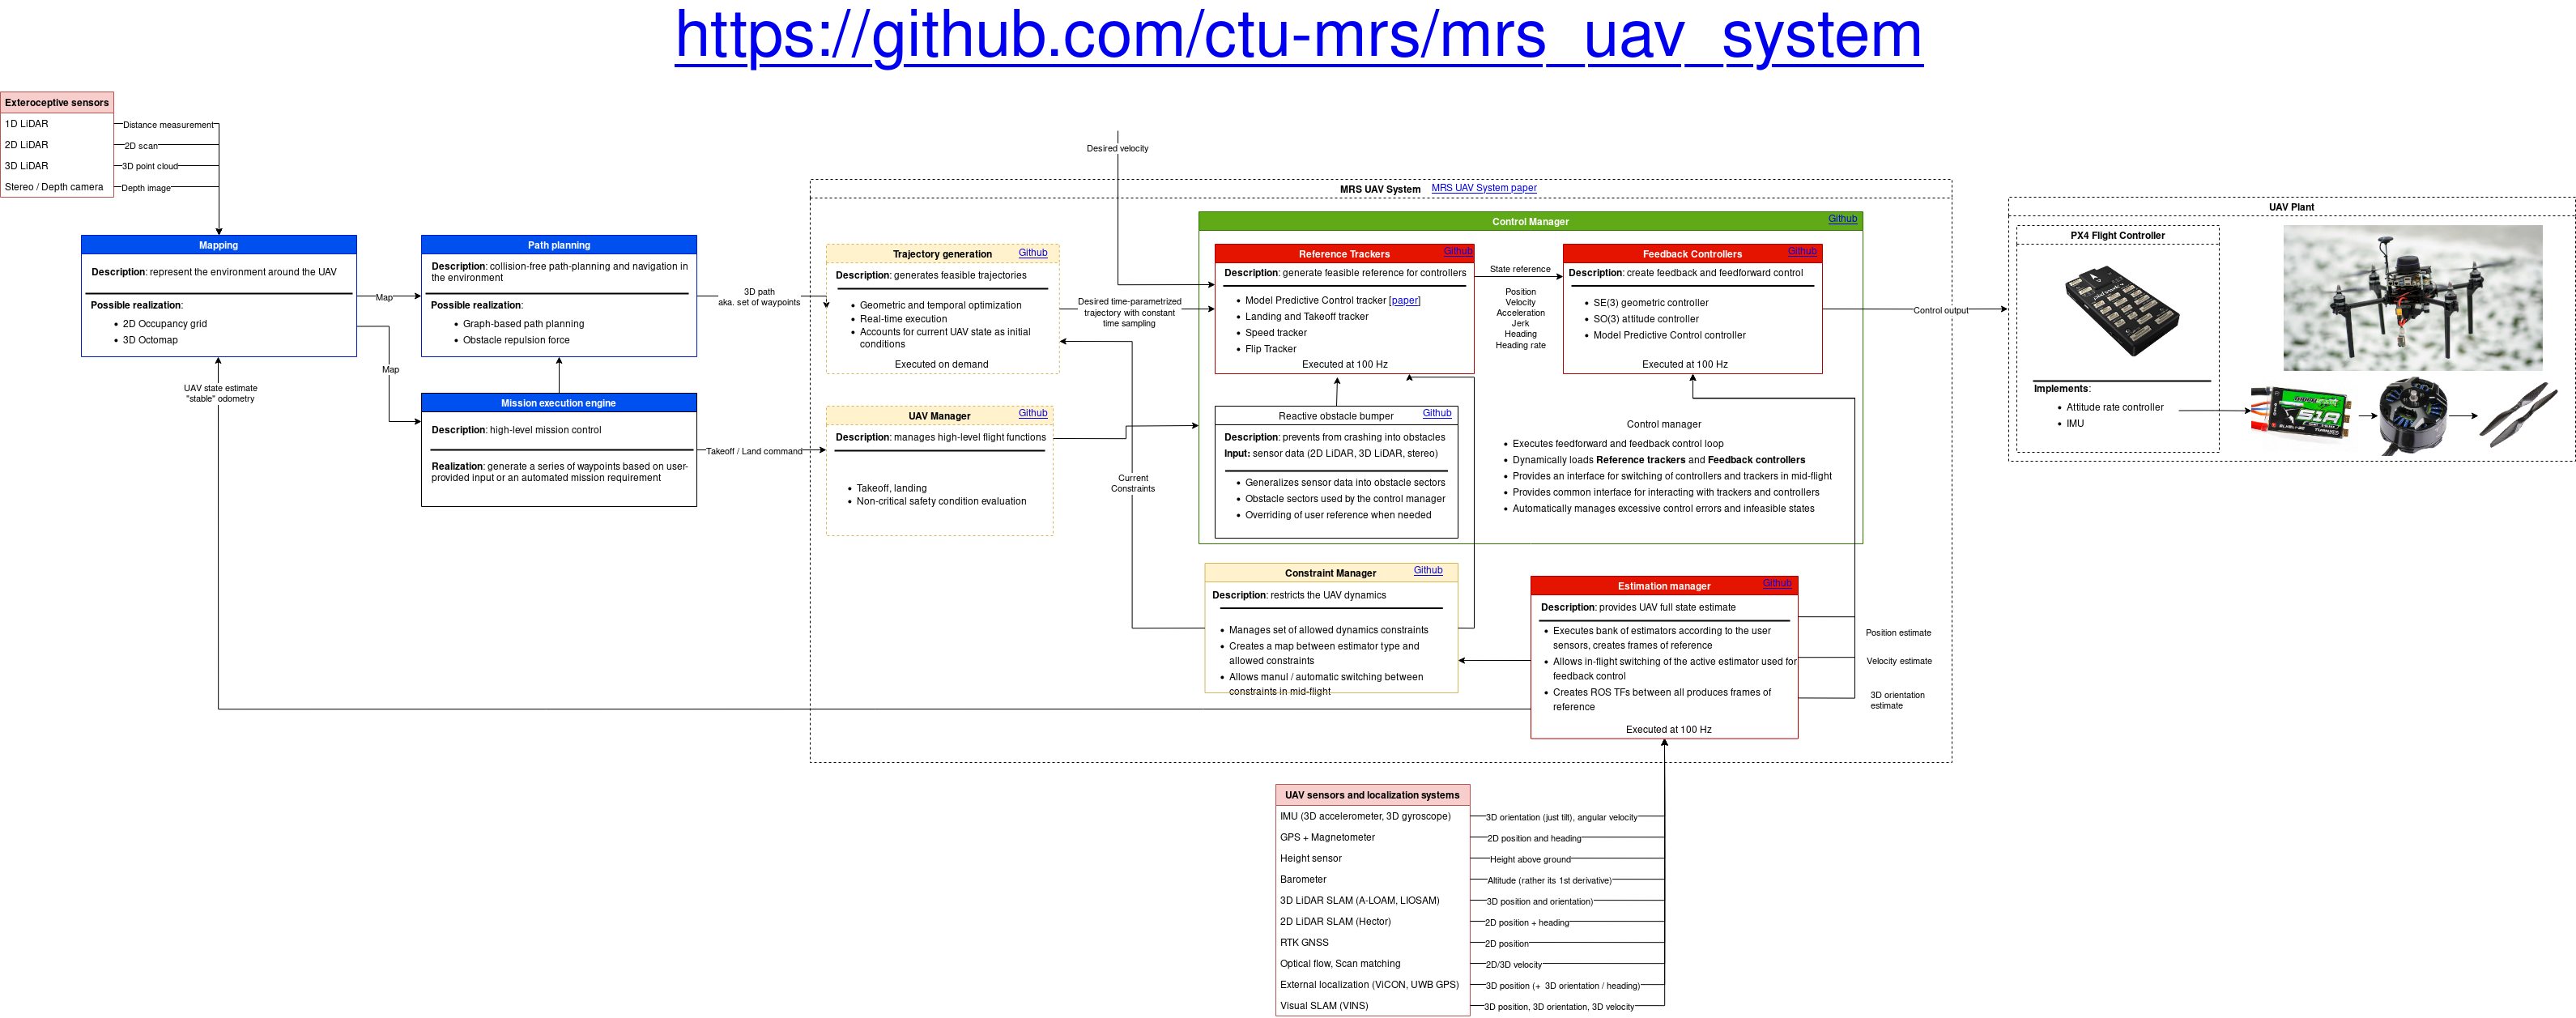 https://github.com/ctu-mrs/mrs_uav_system
Exteroceptive sensors
1D LiDAR
Distance measurement
2D LiDAR
2D scan
3D LiDAR
3D point cloud
Stereo / Depth camera
Depth image
Mapping
Description: represent the environment around the UAV
Possible realization:
• 2D Occupancy grid
• 3D Octomap
Map
Map
UAV state estimate
"stable" odometry
Path planning
Description: collision-free path-planning and navigation in
the environment
Possible realization:
• Graph-based path planning
• Obstacle repulsion force
Mission execution engine
Description: high-level mission control
Realization: generate a series of waypoints based on user-
provided input or an automated mission requirement
3D path
aka. set of waypoints
Takeoff / Land command
Desired velocity
MRS UAV System MRS UAV System paper
Trajectory generation Github
Description: generates feasible trajectories
• Geometric and temporal optimization
• Real-time execution
• Accounts for current UAV state as initial
conditions
Executed on demand
UAV Manager Github
Description: manages high-level flight functions
• Takeoff, landing
• Non-critical safety condition evaluation
Desired time-parametrized
trajectory with constant
time sampling
Current
Constraints
Control Manager Github
Reference Trackers Github
Description: generate feasible reference for controllers
• Model Predictive Control tracker [paper]
• Landing and Takeoff tracker
• Speed tracker
• Flip Tracker
Executed at 100 Hz
State reference
Position
Velocity
Acceleration
Jerk
Heading
Heading rate
Feedback Controllers Github
Description: create feedback and feedforward control
• SE(3) geometric controller
• SO(3) attitude controller
• Model Predictive Control controller
Executed at 100 Hz
Reactive obstacle bumper Github
Description: prevents from crashing into obstacles
Input: sensor data (2D LiDAR, 3D LiDAR, stereo)
• Generalizes sensor data into obstacle sectors
• Obstacle sectors used by the control manager
• Overriding of user reference when needed
Control manager
• Executes feedforward and feedback control loop
• Dynamically loads Reference trackers and Feedback controllers
• Provides an interface for switching of controllers and trackers in mid-flight
• Provides common interface for interacting with trackers and controllers
• Automatically manages excessive control errors and infeasible states
Constraint Manager Github
Description: restricts the UAV dynamics
• Manages set of allowed dynamics constraints
• Creates a map between estimator type and
allowed constraints
• Allows manul / automatic switching between
constraints in mid-flight
Estimation manager Github
Description: provides UAV full state estimate
• Executes bank of estimators according to the user
sensors, creates frames of reference
• Allows in-flight switching of the active estimator used for
feedback control
• Creates ROS TFs between all produces frames of
reference
Executed at 100 Hz
Position estimate
Velocity estimate
3D orientation
estimate
Control output
UAV Plant
PX4 Flight Controller
Implements:
• Attitude rate controller
• IMU
UAV sensors and localization systems
IMU (3D accelerometer, 3D gyroscope)
3D orientation (just tilt), angular velocity
GPS + Magnetometer
2D position and heading
Height sensor
Height above ground
Barometer
Altitude (rather its 1st derivative)
3D LiDAR SLAM (A-LOAM, LIOSAM)
3D position and orientation)
2D LiDAR SLAM (Hector)
2D position + heading
RTK GNSS
2D position
Optical flow, Scan matching
2D/3D velocity
External localization (ViCON, UWB GPS)
3D position (+ 3D orientation / heading)
Visual SLAM (VINS)
3D position, 3D orientation, 3D velocity